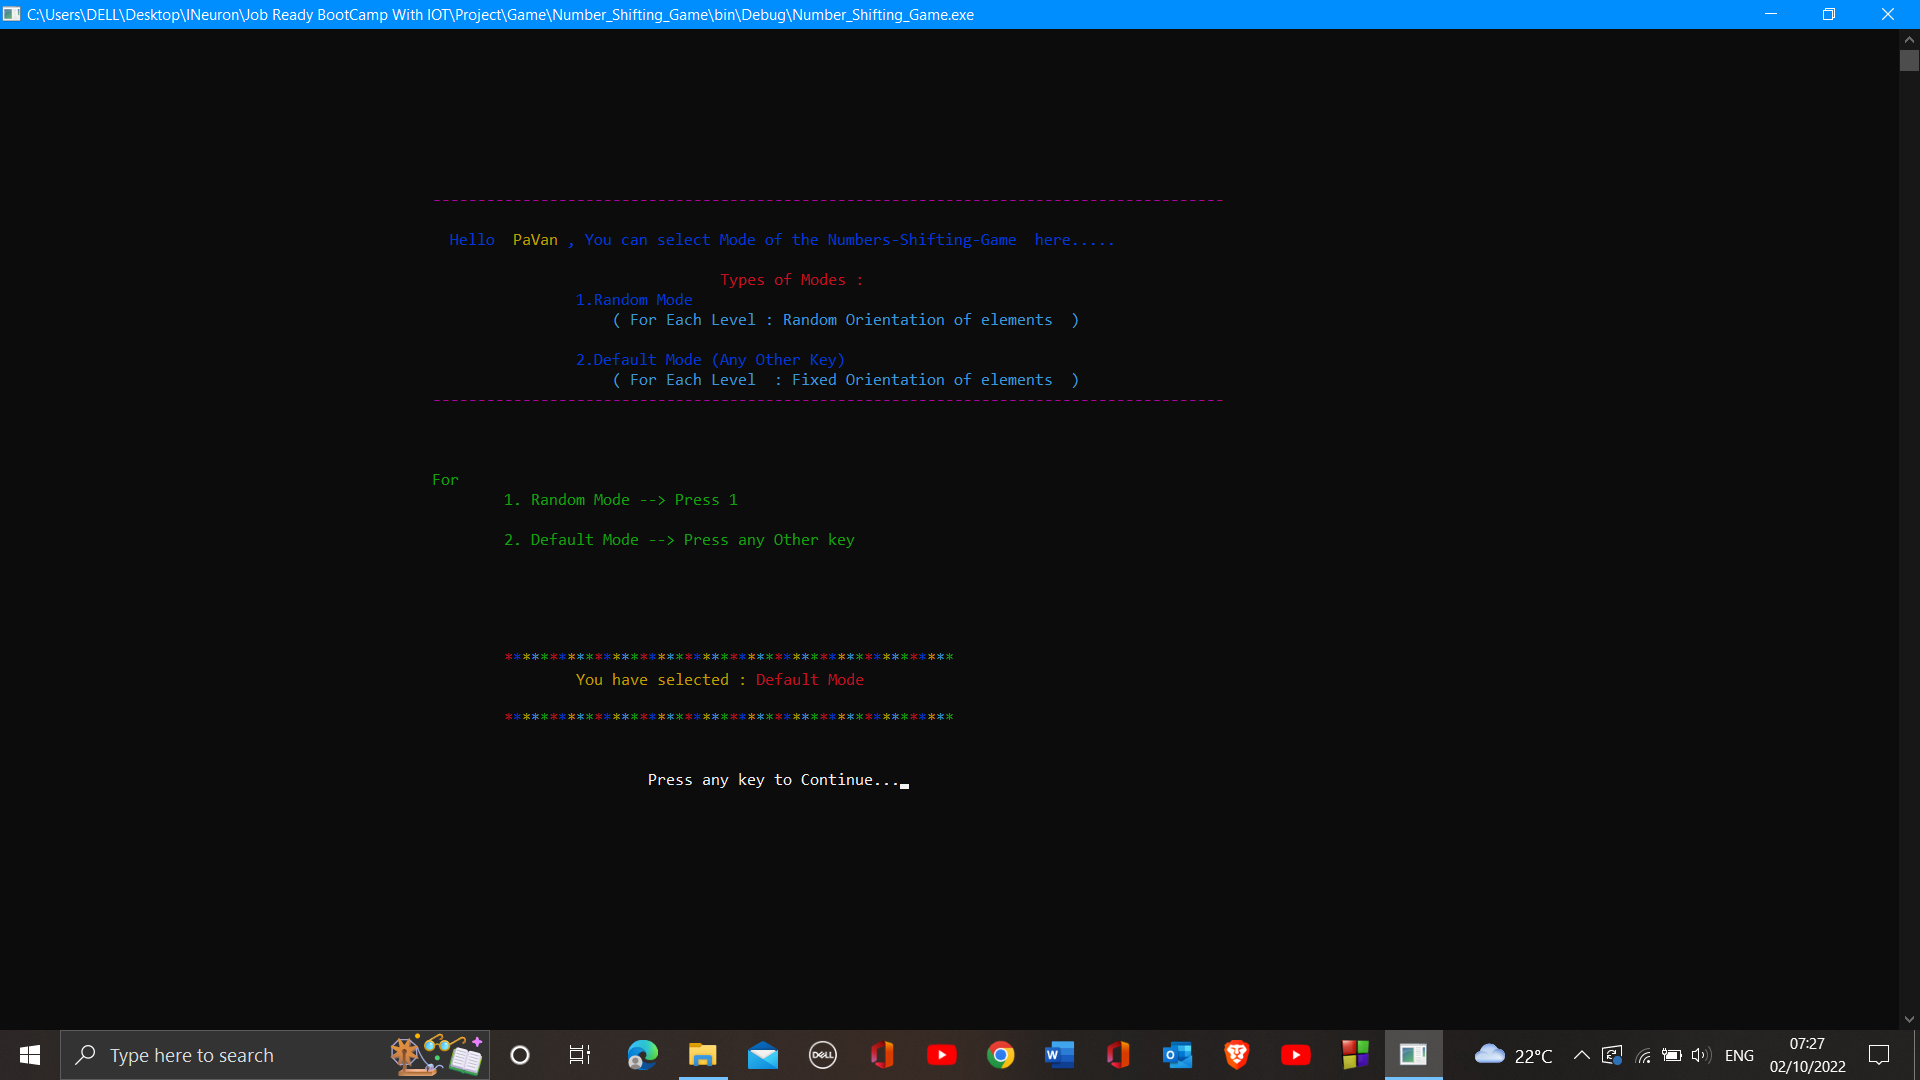 C:\Users\DELL\Desktop\INeuron\Job Ready BootCamp With IOT\Project\Game\Number_Shifting_Game\bin\Debug\Number_Shifting_Game.exe
----------------------------------------------------------------------------------------
Hello  PaVan , You can select Mode of the Numbers-Shifting-Game  here.....
Types of Modes :
1.Random Mode
( For Each Level : Random Orientation of elements  )
2.Default Mode (Any Other Key)
( For Each Level  : Fixed Orientation of elements  )
----------------------------------------------------------------------------------------
For
1. Random Mode --> Press 1
2. Default Mode --> Press any Other key
**************************************************
You have selected : Default Mode
**************************************************
Press any key to Continue...
Type here to search
DELL
22°C
ENG
07:27
02/10/2022